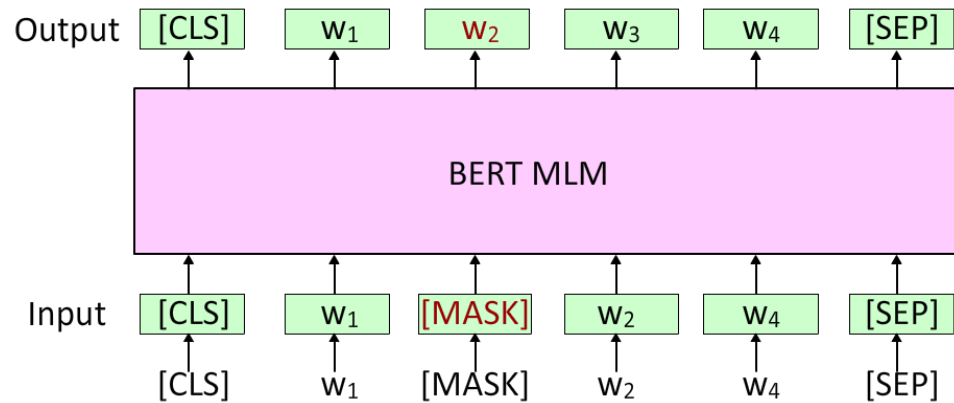 Output [CLS] w₁ w₂ w₃ w₄ [SEP]
BERT MLM
Input [CLS] w₁ [MASK] w₂ w₄ [SEP]
[CLS] w₁ [MASK] w₂ w₄ [SEP]